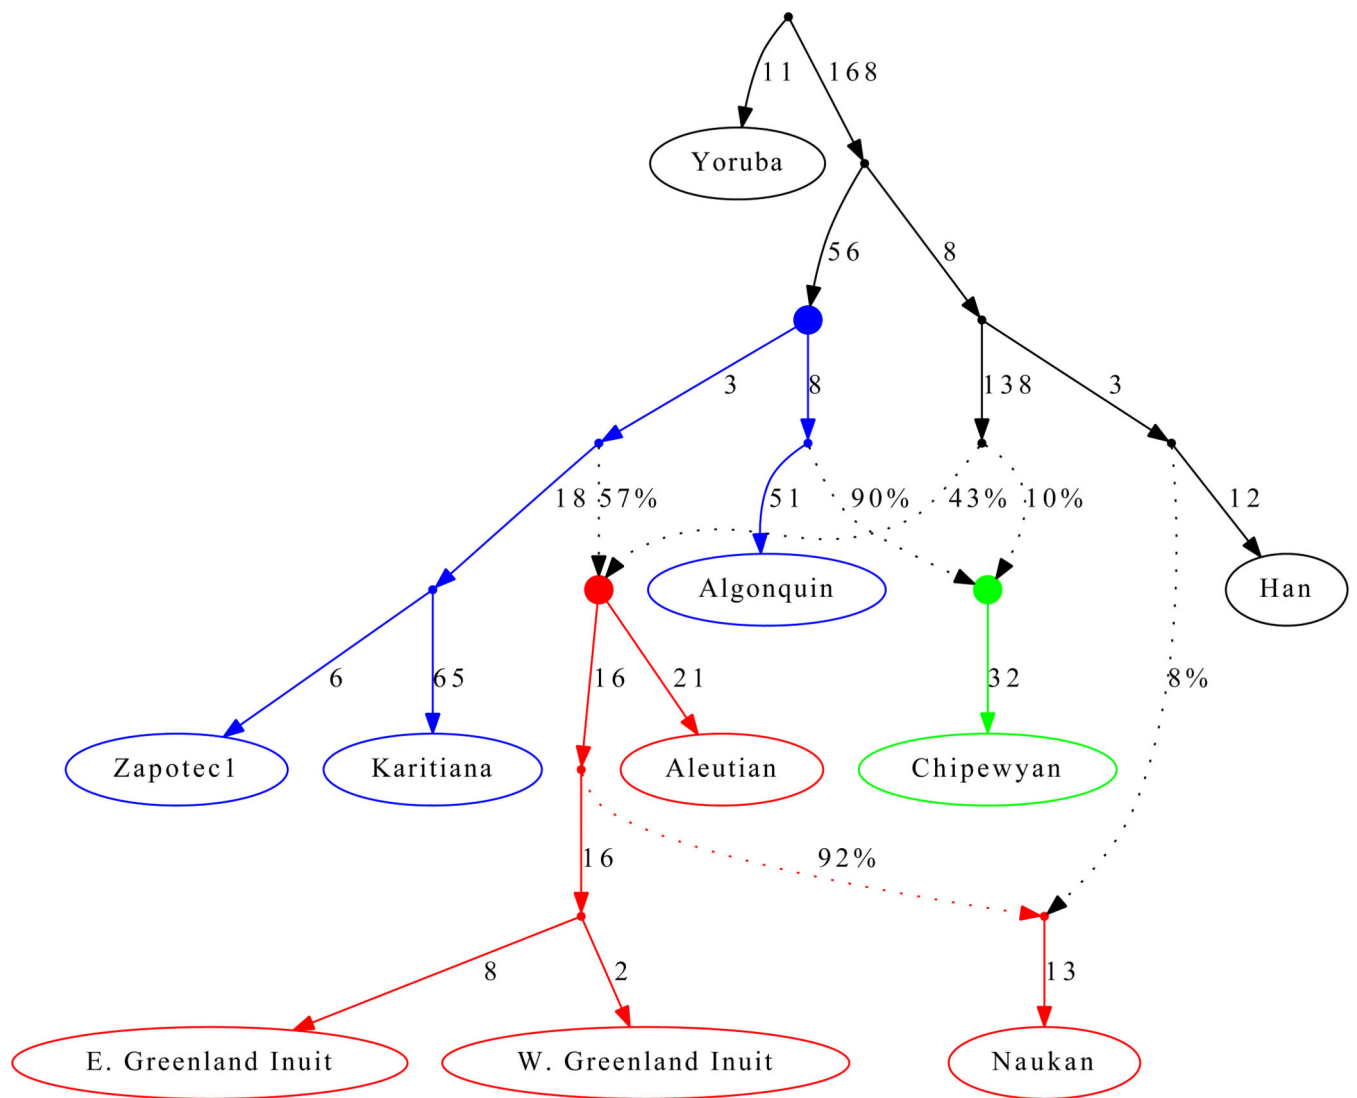 11
168
Yoruba
56
8
3
8
138
3
18
57%
51
90%
43%
10%
12
Algonquin
Han
6
65
16
21
32
8%
Zapotec1
Karitiana
Aleutian
Chipewyan
16
92%
8
2
13
E. Greenland Inuit
W. Greenland Inuit
Naukan